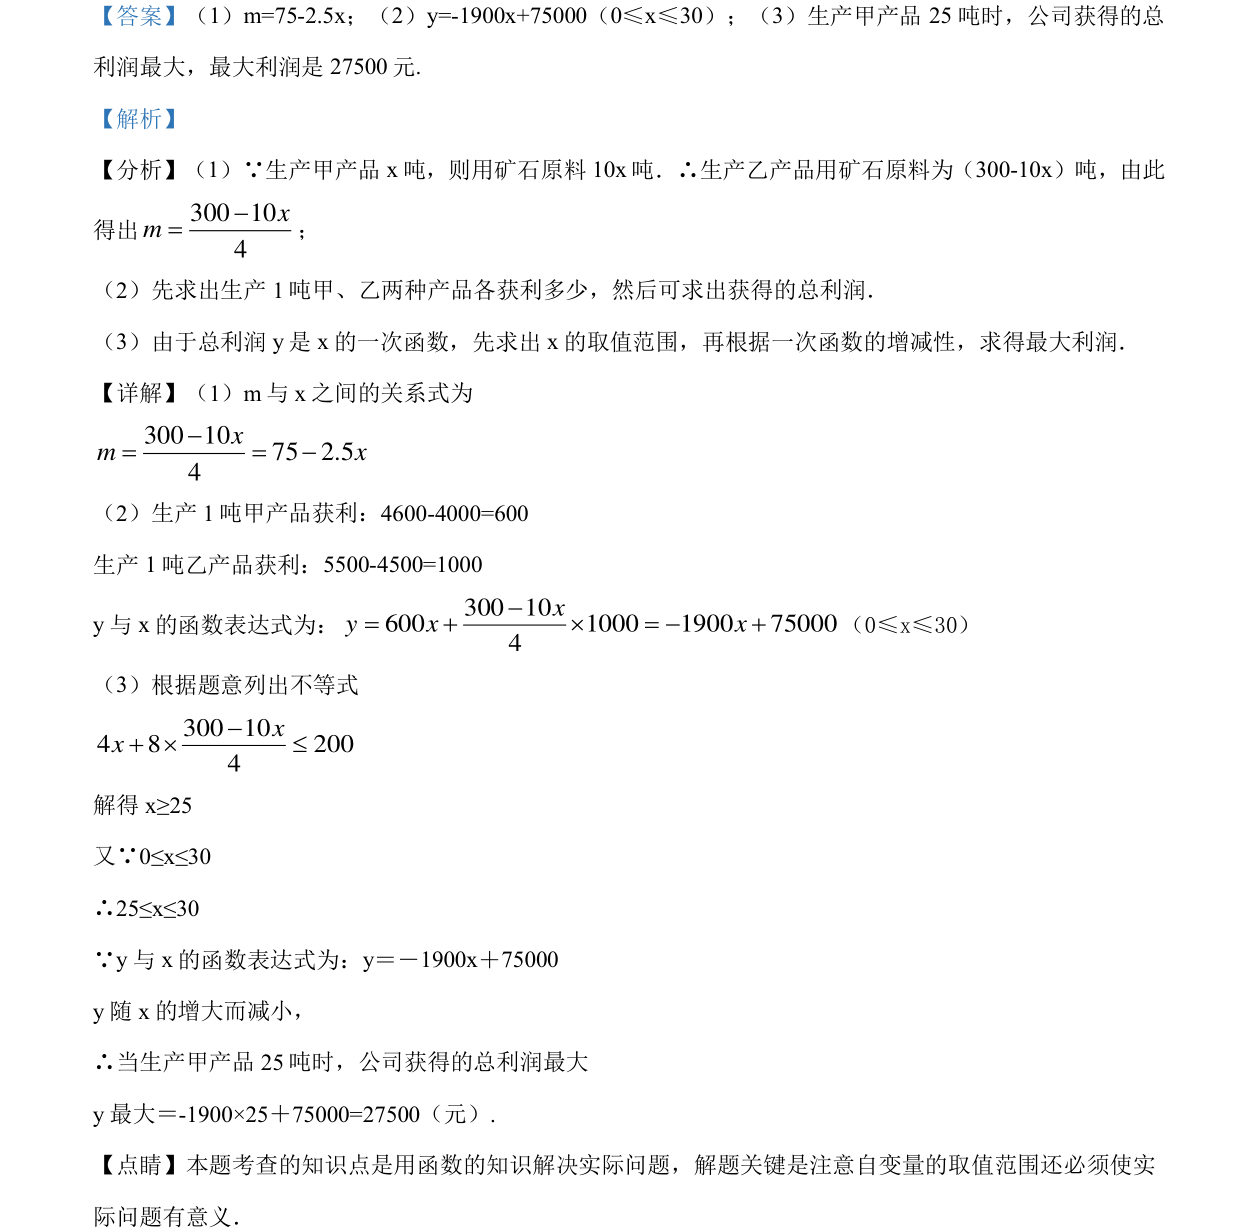 【答案】（1）m=75-2.5x；（2）y=-1900x+75000（0≤x≤30）；（3）生产甲产品 25 吨时，公司获得的总
利润最大，最大利润是 27500 元.
【解析】
【分析】（1）∵生产甲产品 x 吨，则用矿石原料 10x 吨．∴生产乙产品用矿石原料为（300-10x）吨，由此
得出 m = \frac{300-10x}{4}；
（2）先求出生产 1 吨甲、乙两种产品各获利多少，然后可求出获得的总利润．
（3）由于总利润 y 是 x 的一次函数，先求出 x 的取值范围，再根据一次函数的增减性，求得最大利润．
【详解】（1）m 与 x 之间的关系式为
m = \frac{300-10x}{4} = 75-2.5x
（2）生产 1 吨甲产品获利：4600-4000=600
生产 1 吨乙产品获利：5500-4500=1000
y 与 x 的函数表达式为： y = 600x + \frac{300-10x}{4} ×1000 = -1900x + 75000（0≤x≤30）
（3）根据题意列出不等式
4x + 8× \frac{300-10x}{4} ≤ 200
解得 x≥25
又∵0≤x≤30
∴25≤x≤30
∵y 与 x 的函数表达式为：y＝－1900x＋75000
y 随 x 的增大而减小，
∴当生产甲产品 25 吨时，公司获得的总利润最大
y 最大＝-1900×25＋75000=27500（元）.
【点睛】本题考查的知识点是用函数的知识解决实际问题，解题关键是注意自变量的取值范围还必须使实
际问题有意义．